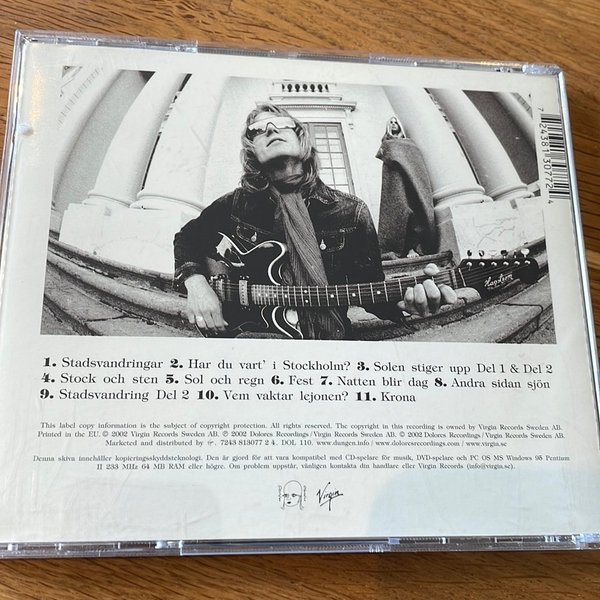 7 24381 30772 4
Hagstrom
1. Stadsvandringar 2. Har du vart' i Stockholm? 3. Solen stiger upp Del 1 & Del 2
4. Stock och sten 5. Sol och regn 6. Fest 7. Natten blir dag 8. Andra sidan sjön
9. Stadsvandring Del 2 10. Vem vaktar lejonen? 11. Krona
This label copy information is the subject of copyright protection. All rights reserved. The copyright in this recording is owned by Virgin Records Sweden AB.
Printed in the EU. © 2002 Virgin Records Sweden AB. ℗ 2002 Dolores Recordings / Virgin Records Sweden AB. © 2002 Dolores Recordings / Virgin Records Sweden AB.
Marketed and distributed by 7243 813077 2 4. DOL 110. www.dungen.info / www.doloresrecordings / www.virgin.se
Denna skiva innehåller kopieringsskyddsteknologi. Den är gjord för att vara kompatibel med CD-spelare för musik, DVD-spelare och PC OS MS Windows 98 Pentium
II 233 MHz 64 MB RAM eller högre. Om problem uppstår, vänligen kontakta din handlare eller Virgin Records (info@virgin.se).
Virgin